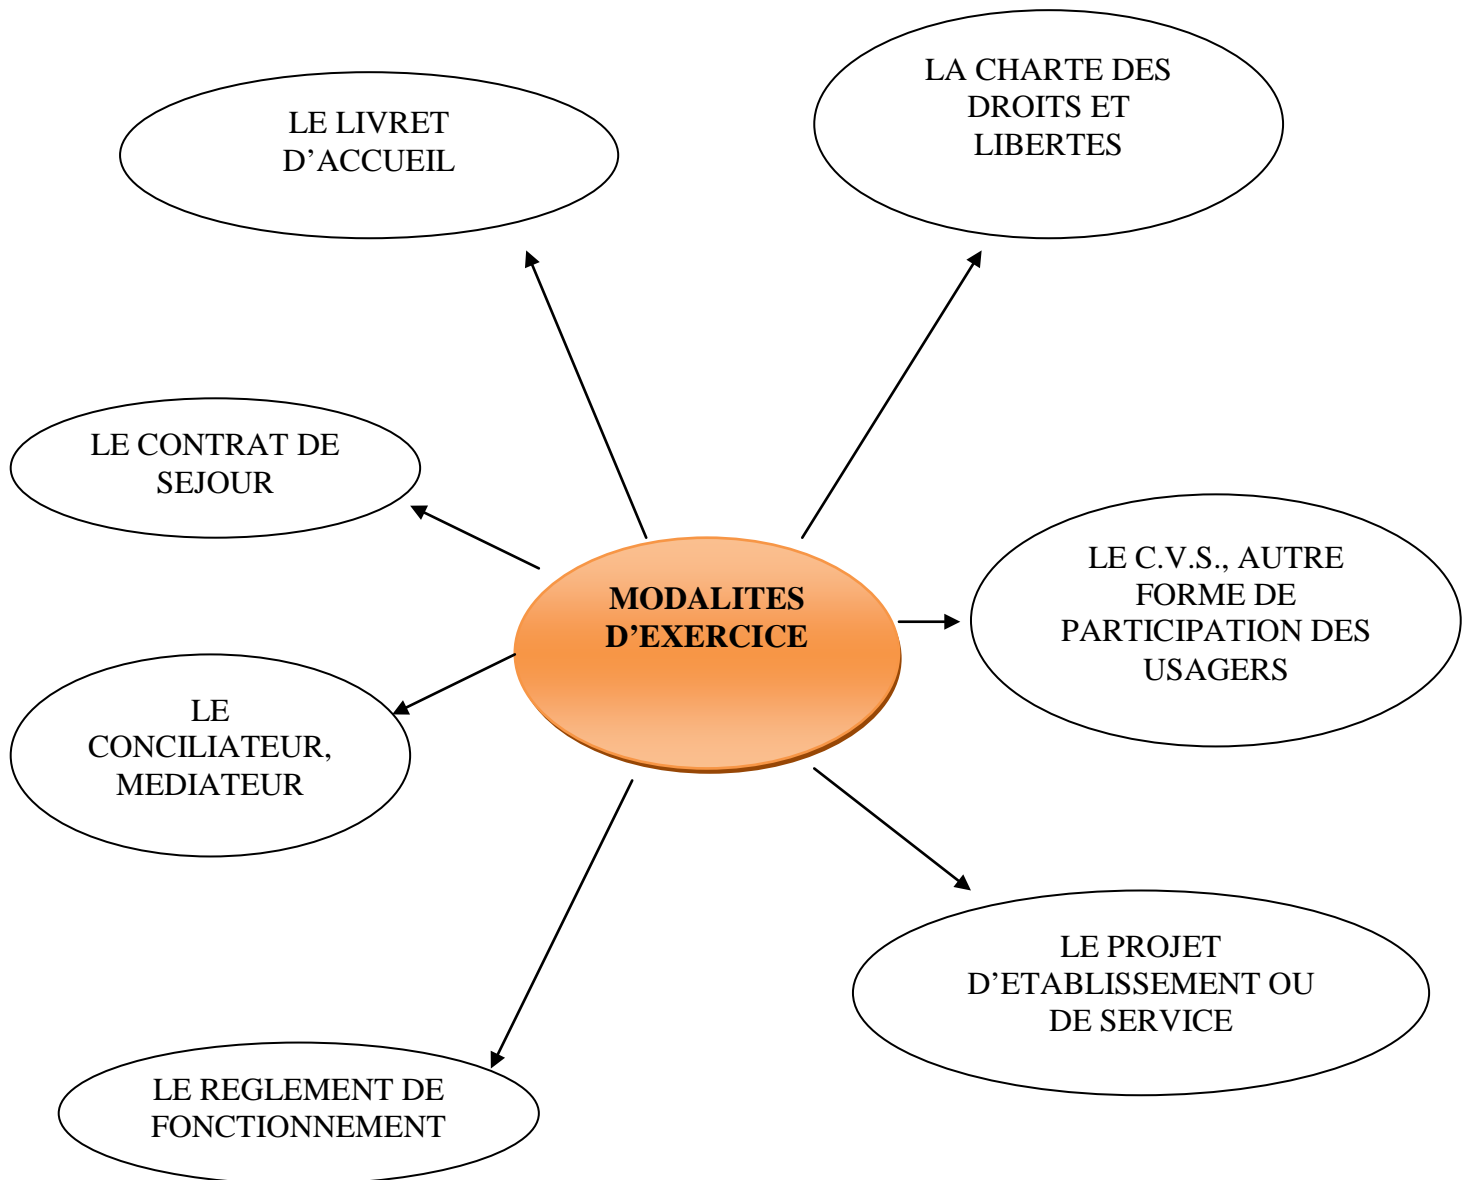 LA CHARTE DES
DROITS ET
LIBERTES
LE LIVRET
D’ACCUEIL
LE CONTRAT DE
SEJOUR
LE C.V.S., AUTRE
FORME DE
PARTICIPATION DES
USAGERS
MODALITES
D’EXERCICE
LE
CONCILIATEUR,
MEDIATEUR
LE PROJET
D’ETABLISSEMENT OU
DE SERVICE
LE REGLEMENT DE
FONCTIONNEMENT